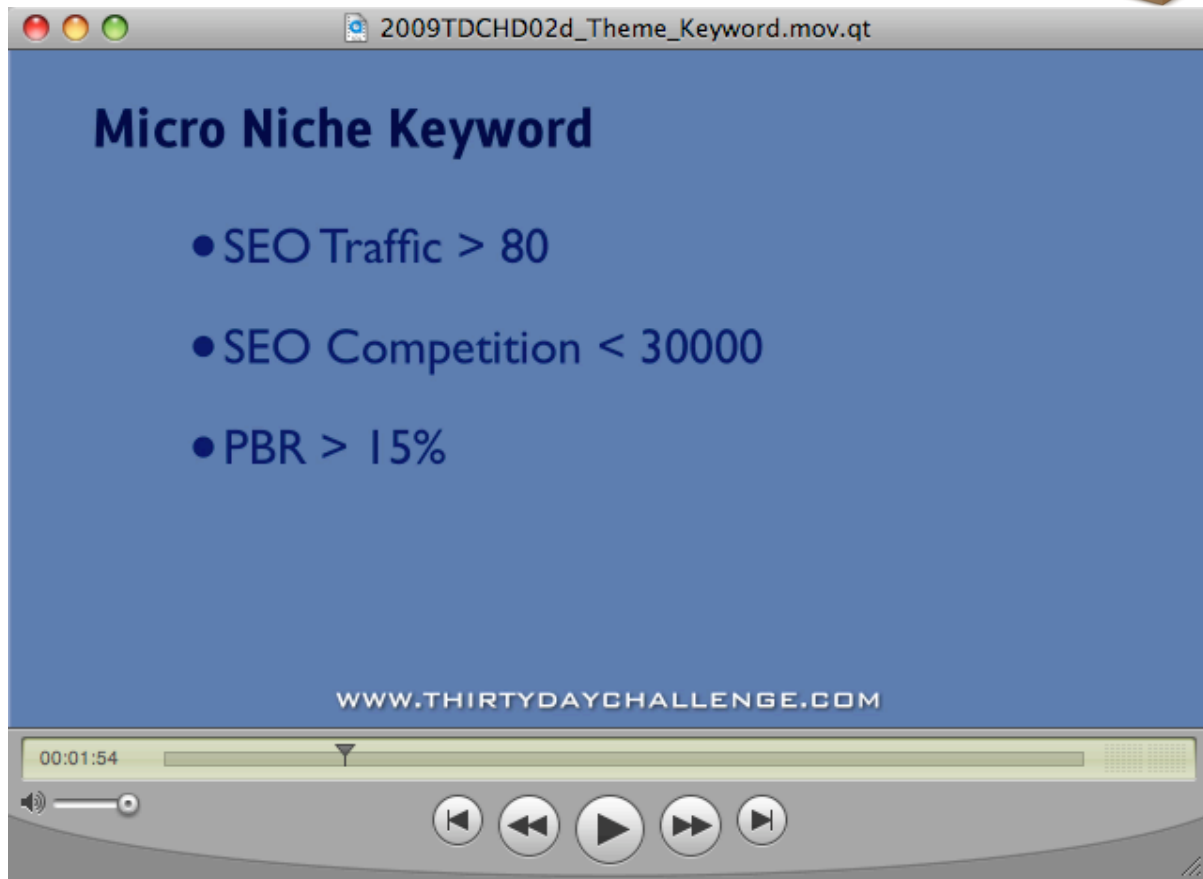 2009TDCHD02d_Theme_Keyword.mov.qt
Micro Niche Keyword
• SEO Traffic > 80
• SEO Competition < 30000
• PBR > 15%
WWW.THIRTYDAYCHALLENGE.COM
00:01:54